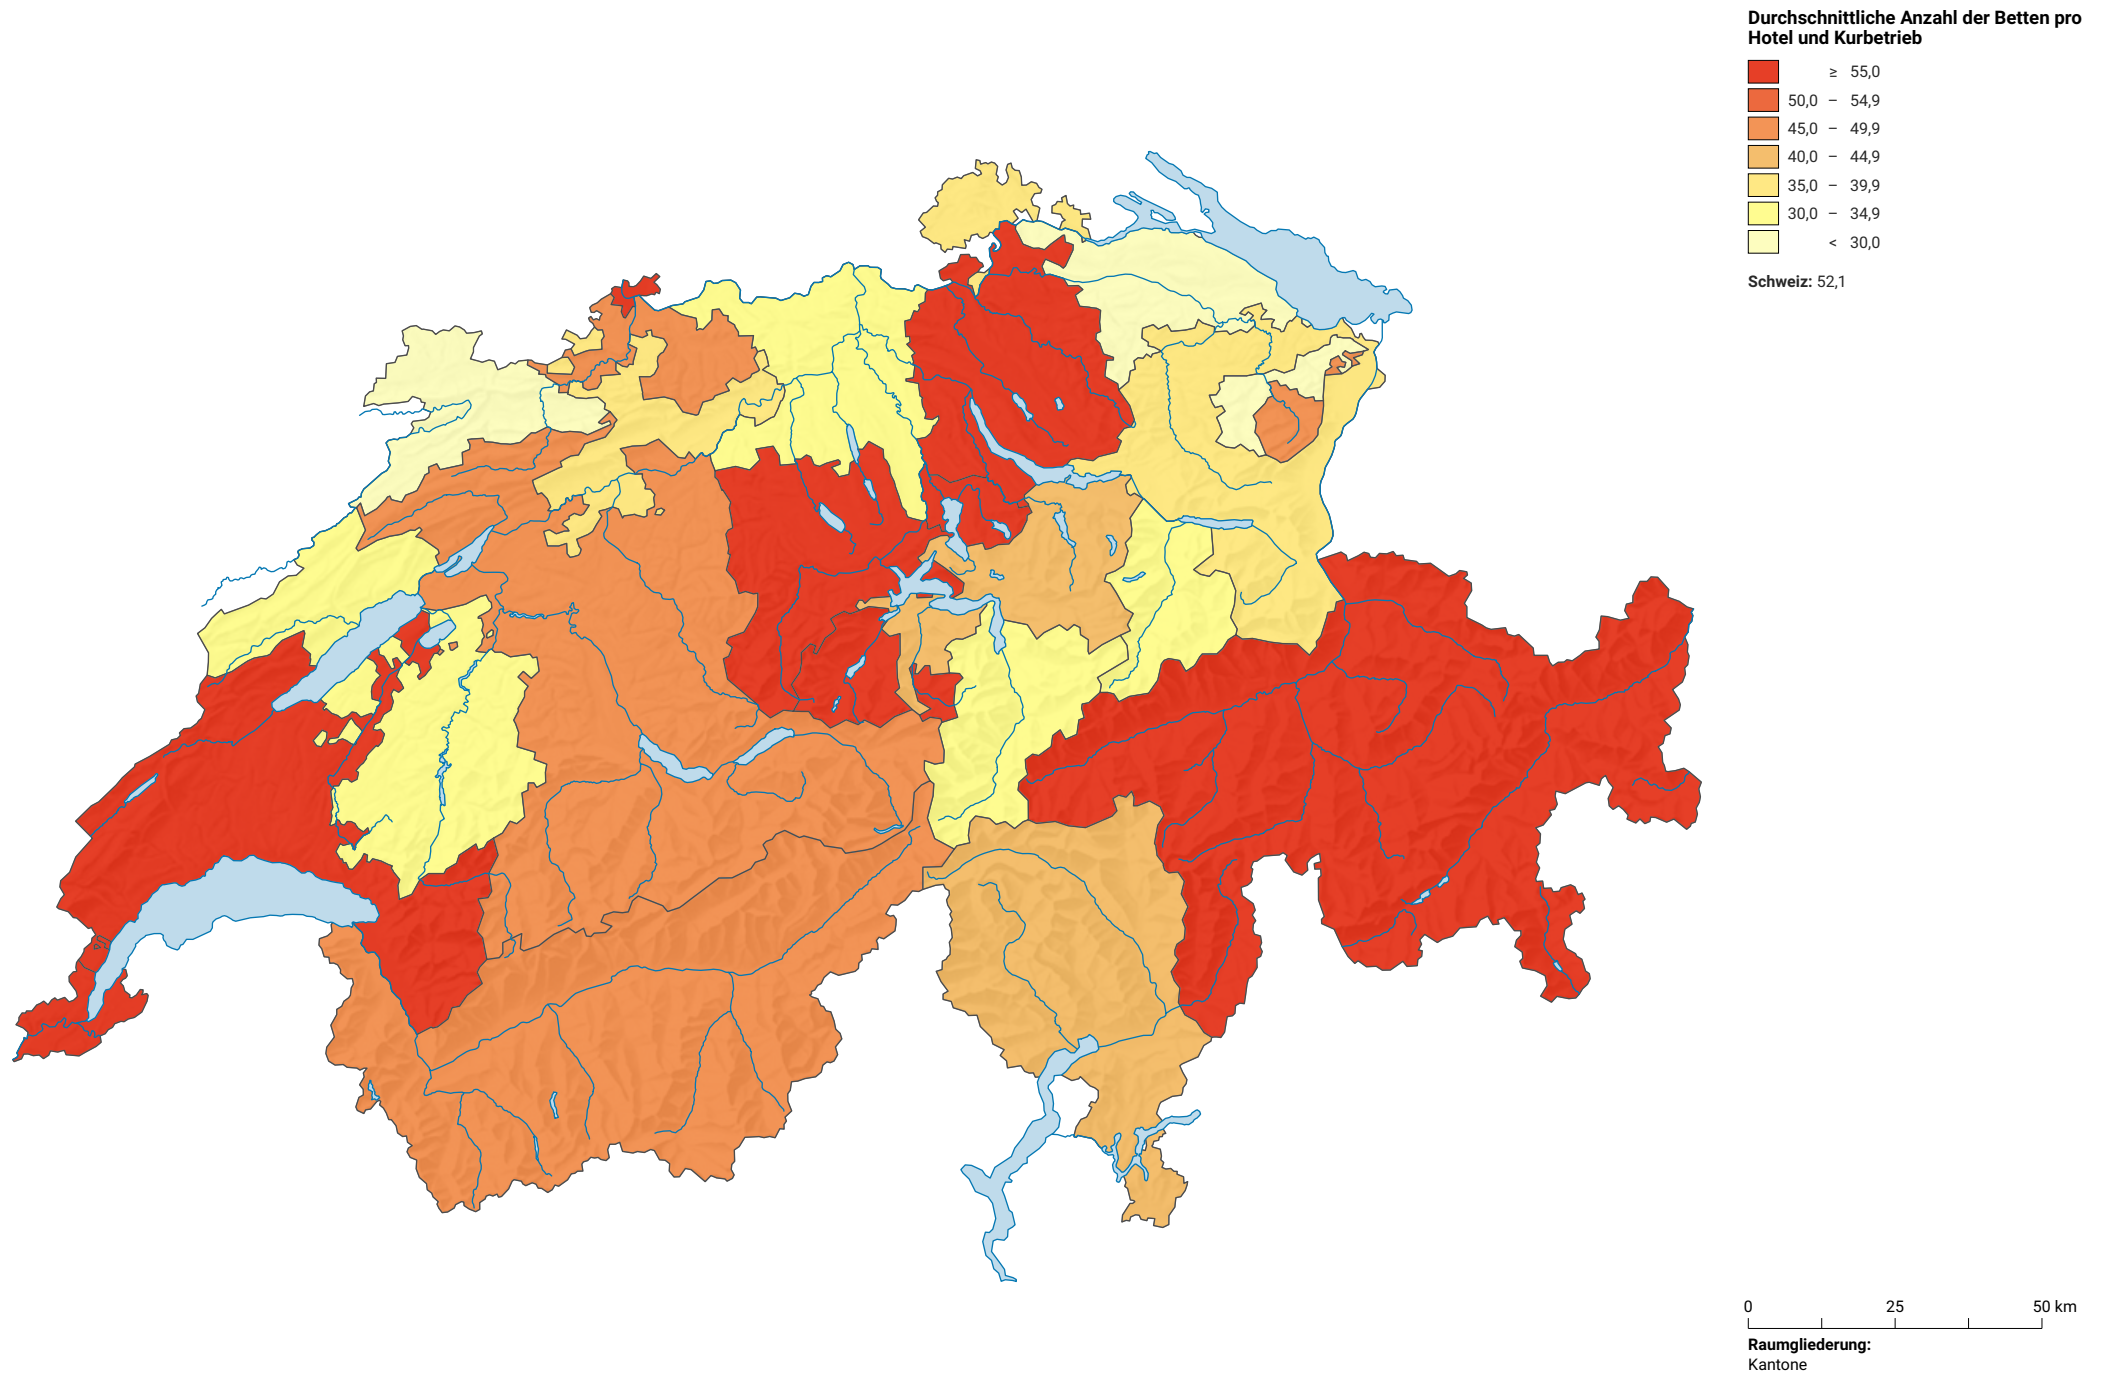 Durchschnittliche Anzahl der Betten pro
Hotel und Kurbetrieb
≥ 55,0
50,0 – 54,9
45,0 – 49,9
40,0 – 44,9
35,0 – 39,9
30,0 – 34,9
< 30,0
Schweiz: 52,1
0 25 50 km
Raumgliederung:
Kantone